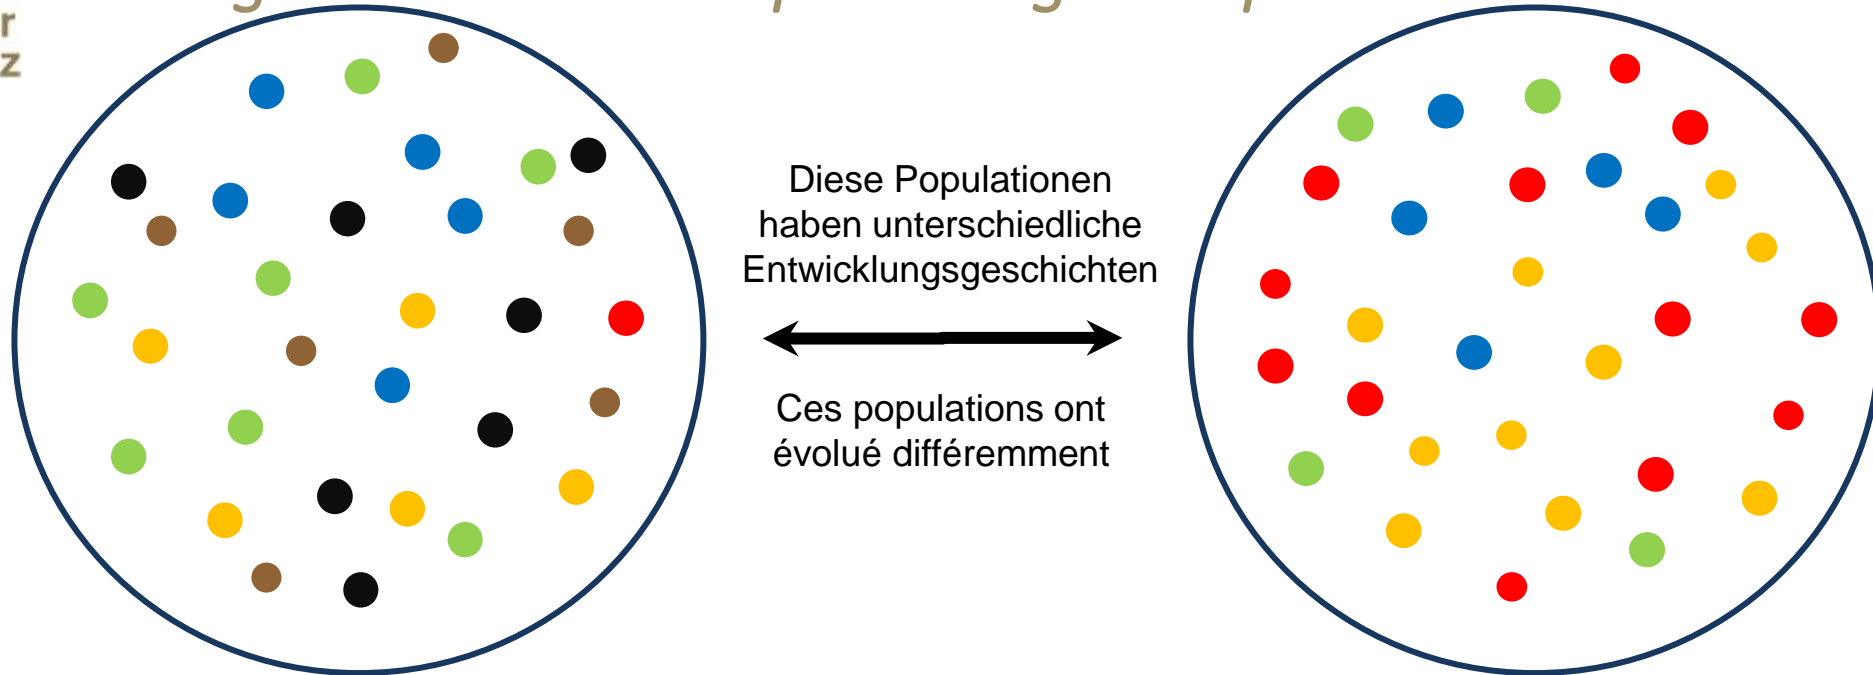 r
z
Diese Populationen
haben unterschiedliche
Entwicklungsgeschichten
Ces populations ont
évolué différemment